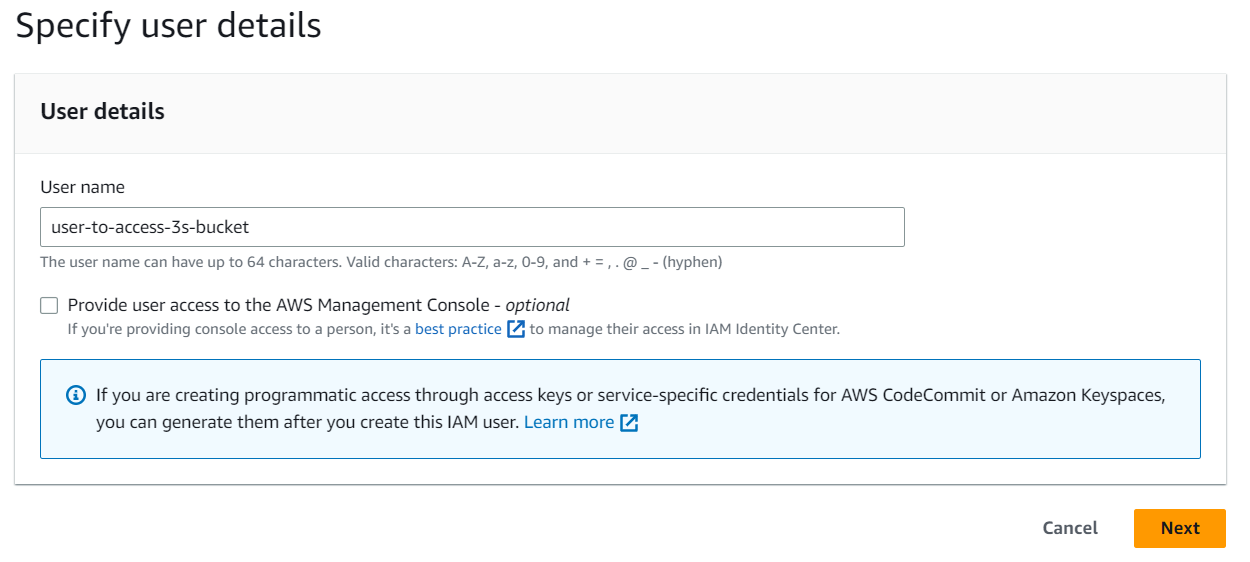 Specify user details
User details
User name
user-to-access-3s-bucket
The user name can have up to 64 characters. Valid characters: A-Z, a-z, 0-9, and + = , . @ _ - (hyphen)
Provide user access to the AWS Management Console - optional
If you're providing console access to a person, it's a best practice to manage their access in IAM Identity Center.
If you are creating programmatic access through access keys or service-specific credentials for AWS CodeCommit or Amazon Keyspaces,
you can generate them after you create this IAM user. Learn more
Cancel Next